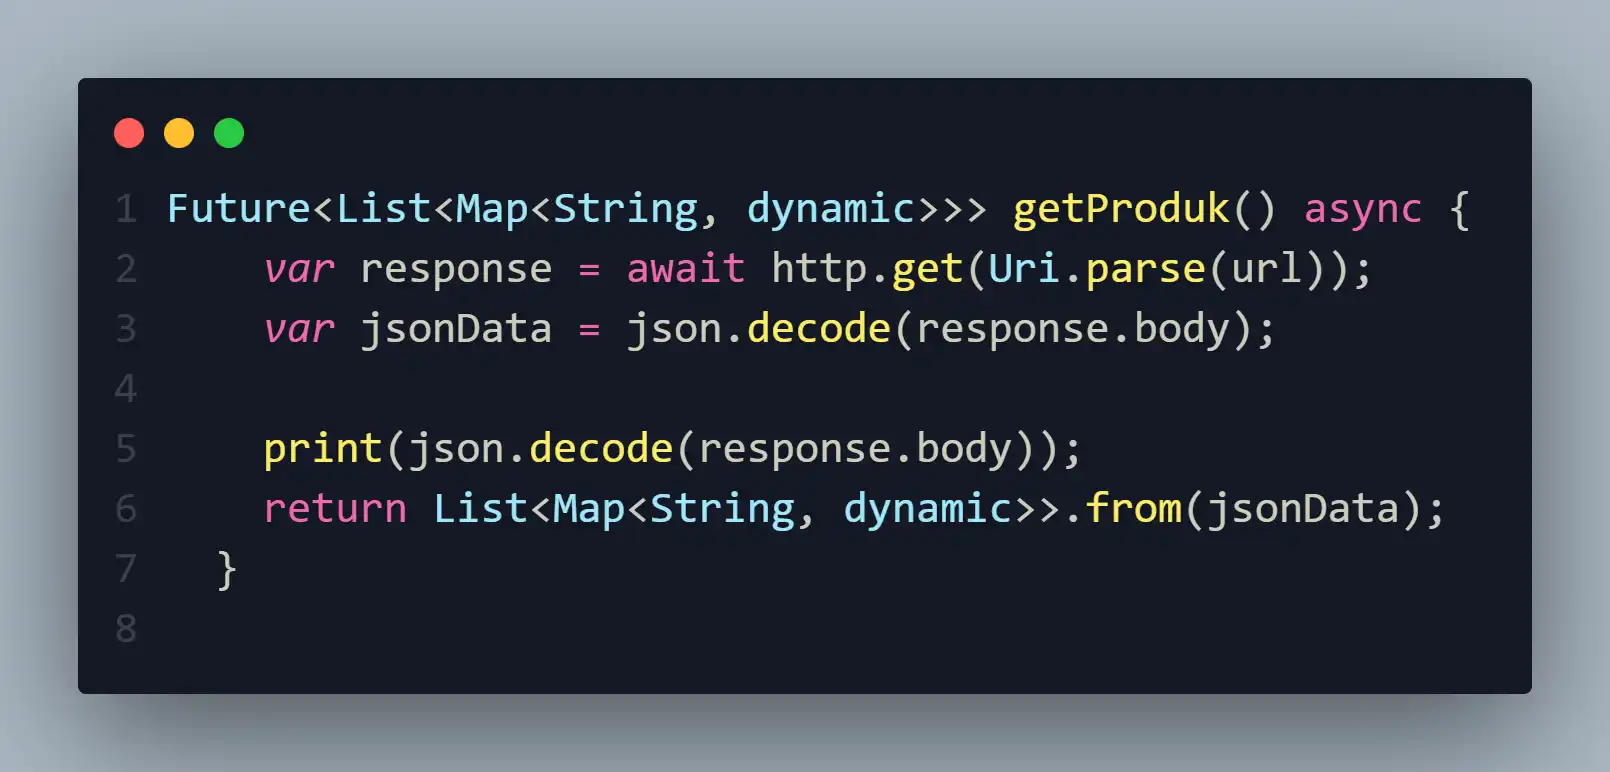 1 Future<List<Map<String, dynamic>>> getProduk() async {
2     var response = await http.get(Uri.parse(url));
3     var jsonData = json.decode(response.body);
4
5     print(json.decode(response.body));
6     return List<Map<String, dynamic>>.from(jsonData);
7   }
8